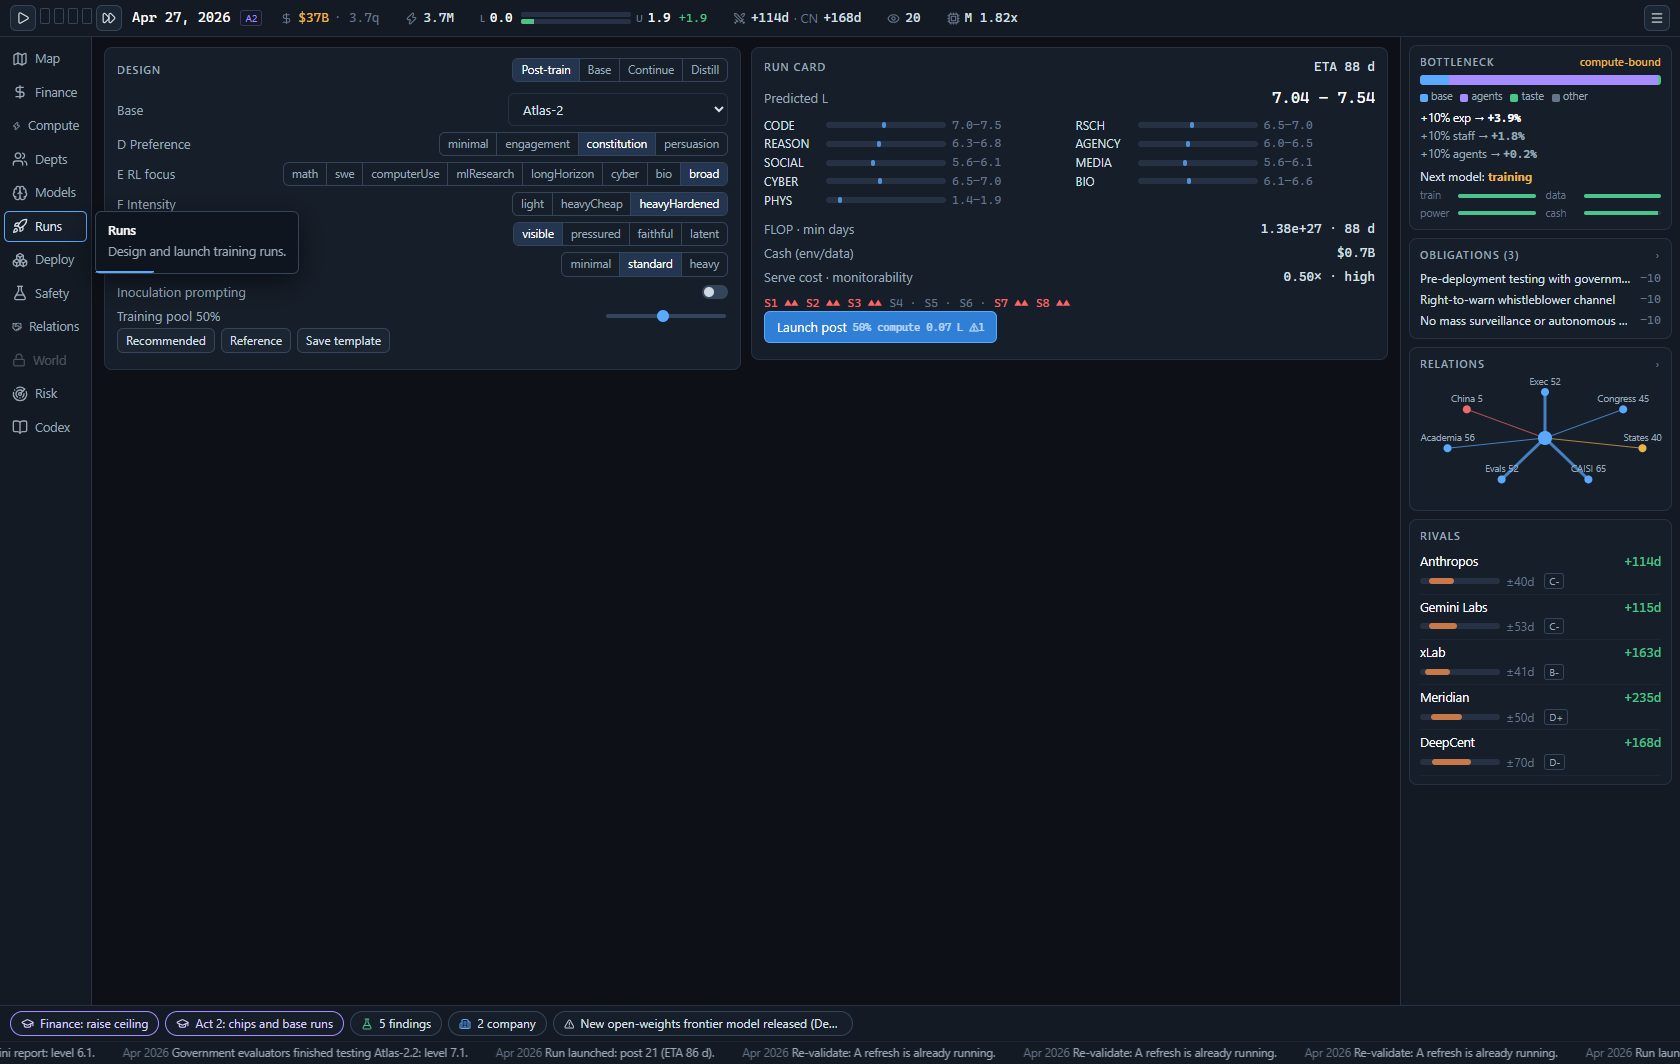 Apr 27, 2026 A2 $ $37B · 3.7q 3.7M L 0.0 U 1.9 +1.9 +114d · CN +168d 20 M 1.82x
Map
Finance
Compute
Depts
Models
Runs
Deploy
Safety
Relations
World
Risk
Codex
DESIGN
Post-train Base Continue Distill
Base Atlas-2
D Preference minimal engagement constitution persuasion
E RL focus math swe computerUse mlResearch longHorizon cyber bio broad
F Intensity light heavyCheap heavyHardened
visible pressured faithful latent
minimal standard heavy
Runs
Design and launch training runs.
Inoculation prompting
Training pool 50%
Recommended Reference Save template
RUN CARD ETA 88 d
Predicted L 7.04 – 7.54
CODE 7.0–7.5 RSCH 6.5–7.0
REASON 6.3–6.8 AGENCY 6.0–6.5
SOCIAL 5.6–6.1 MEDIA 5.6–6.1
CYBER 6.5–7.0 BIO 6.1–6.6
PHYS 1.4–1.9
FLOP · min days 1.38e+27 · 88 d
Cash (env/data) $0.7B
Serve cost · monitorability 0.50× · high
S1 ▲▲ S2 ▲▲ S3 ▲▲ S4 · S5 · S6 · S7 ▲▲ S8 ▲▲
Launch post 50% compute 0.07 L ⚠1
BOTTLENECK compute-bound
base agents taste other
+10% exp → +3.9%
+10% staff → +1.8%
+10% agents → +0.2%
Next model: training
train data
power cash
OBLIGATIONS (3) ›
Pre-deployment testing with governm... −10
Right-to-warn whistleblower channel −10
No mass surveillance or autonomous ... −10
RELATIONS ›
Exec 52
China 5 Congress 45
Academia 56 States 40
Evals 52 CAISI 65
RIVALS
Anthropos +114d
±40d C-
Gemini Labs +115d
±53d C-
xLab +163d
±41d B-
Meridian +235d
±50d D+
DeepCent +168d
±70d D-
Finance: raise ceiling Act 2: chips and base runs 5 findings 2 company New open-weights frontier model released (De...
ini report: level 6.1. Apr 2026 Government evaluators finished testing Atlas-2.2: level 7.1. Apr 2026 Run launched: post 21 (ETA 86 d). Apr 2026 Re-validate: A refresh is already running. Apr 2026 Re-validate: A refresh is already running. Apr 2026 Re-validate: A refresh is already running. Apr 2026 Run laun